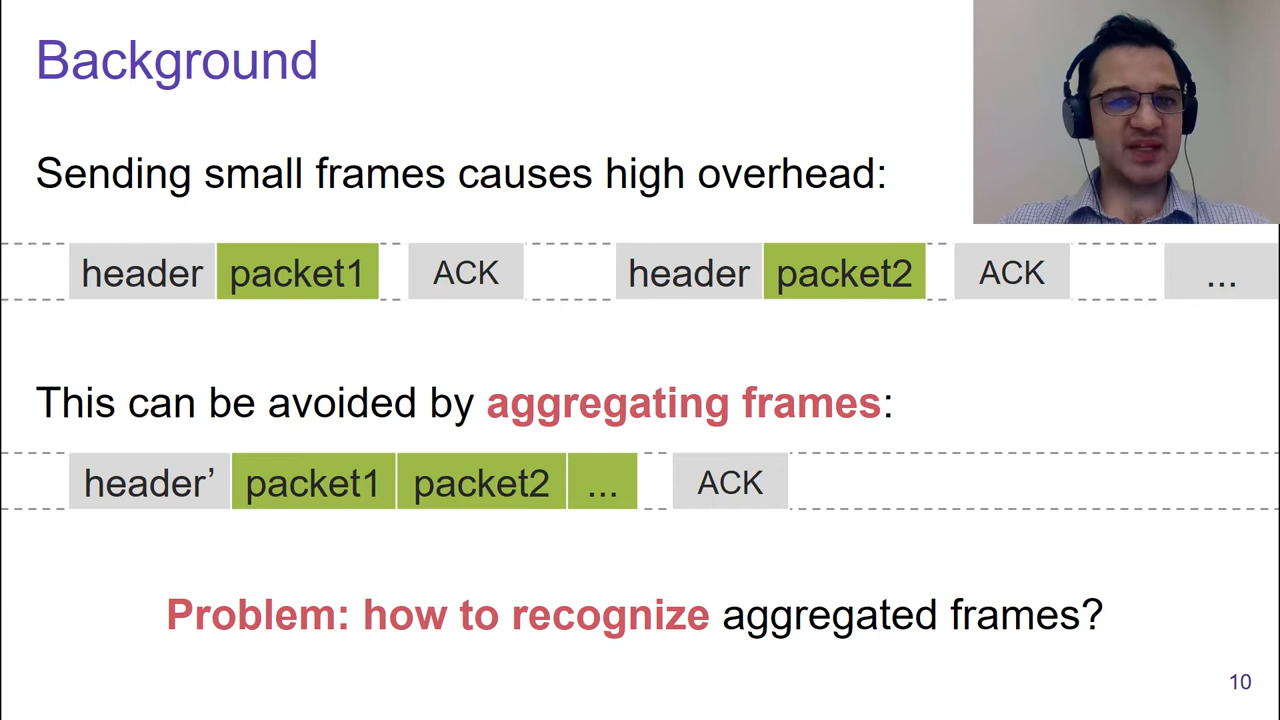 Background
Sending small frames causes high overhead:
header packet1 ACK header packet2 ACK ...
This can be avoided by aggregating frames:
header’ packet1 packet2 ... ACK
Problem: how to recognize aggregated frames?
10